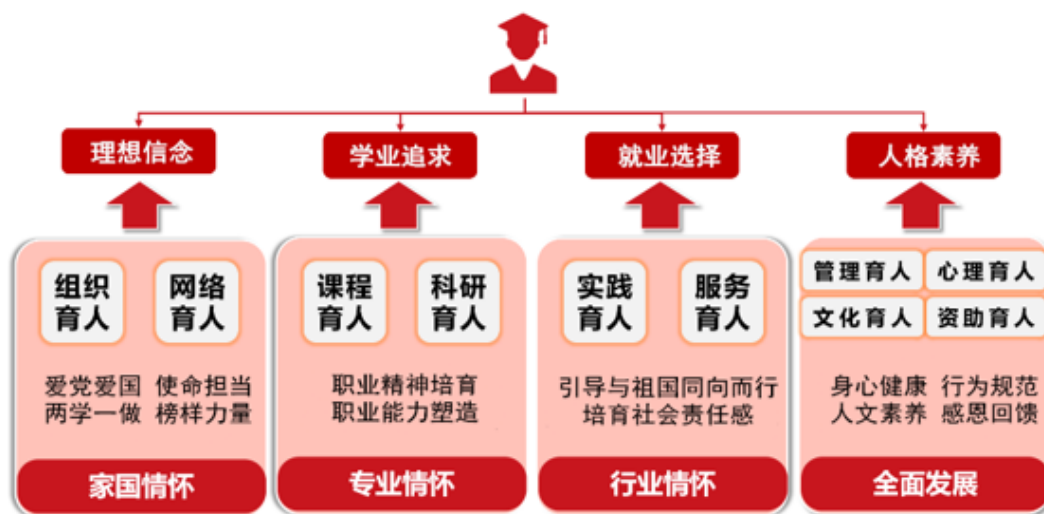 理想信念
学业追求
就业选择
人格素养
组织
育人
网络
育人
爱党爱国 使命担当
两学一做 榜样力量
家国情怀
课程
育人
科研
育人
职业精神培育
职业能力塑造
专业情怀
实践
育人
服务
育人
引导与祖国同向而行
培育社会责任感
行业情怀
管理育人
心理育人
文化育人
资助育人
身心健康 行为规范
人文素养 感恩回馈
全面发展